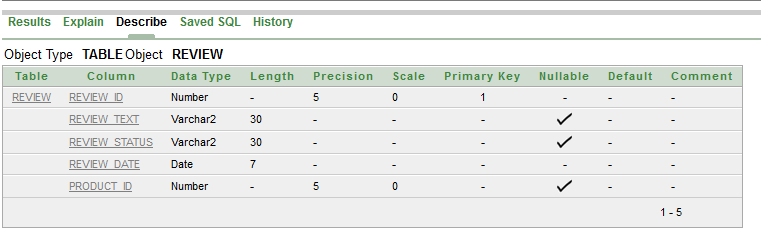 Results Explain Describe Saved SQL History
Object Type TABLE Object REVIEW
Table Column Data Type Length Precision Scale Primary Key Nullable Default Comment
REVIEW REVIEW_ID Number - 5 0 1 - - -
REVIEW_TEXT Varchar2 30 - - - ✓ - -
REVIEW_STATUS Varchar2 30 - - - ✓ - -
REVIEW_DATE Date 7 - - - - - -
PRODUCT_ID Number - 5 0 - ✓ - -
1 - 5